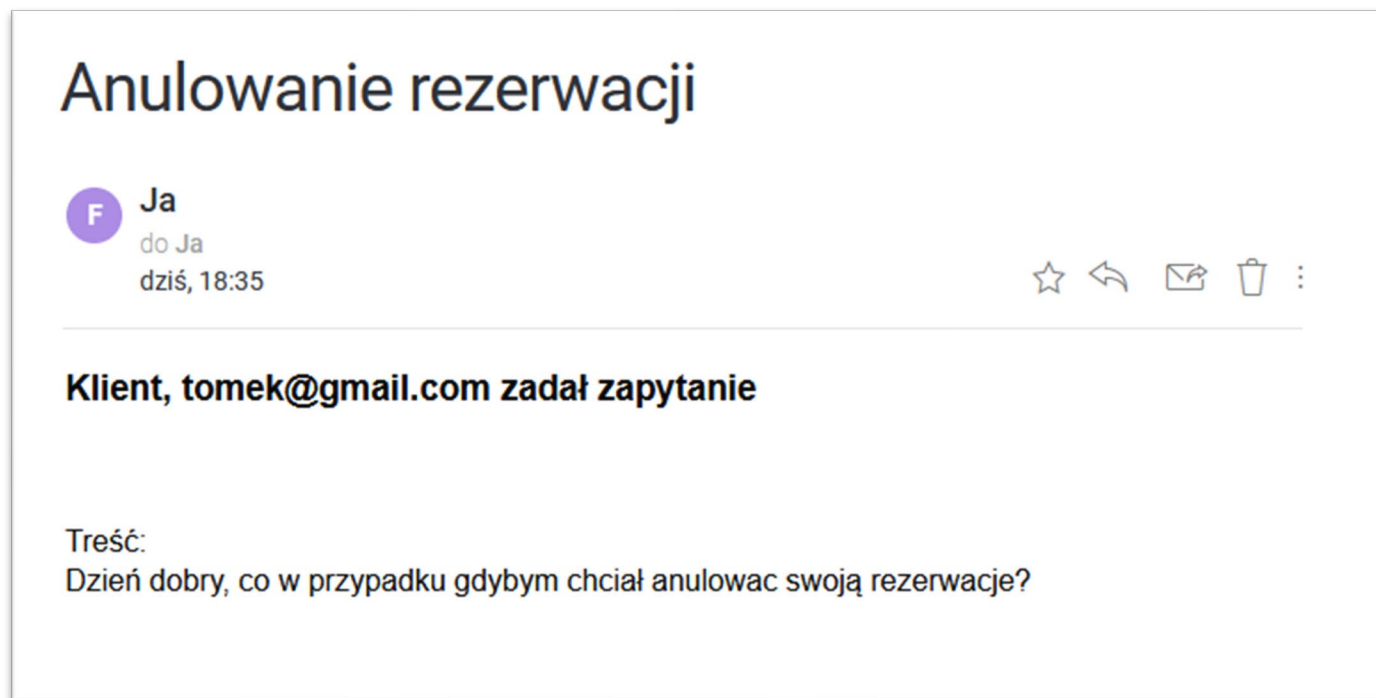 Anulowanie rezerwacji
F
Ja
do Ja
dziś, 18:35
Klient, tomek@gmail.com zadał zapytanie
Treść:
Dzień dobry, co w przypadku gdybym chciał anulowac swoją rezerwacje?